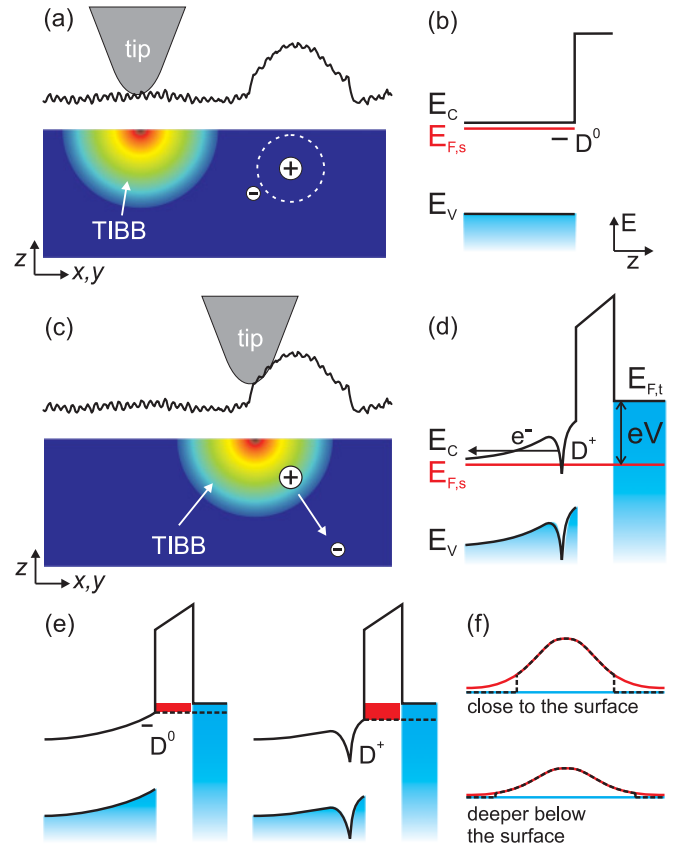 (a)
tip
TIBB
+
−
z
x,y
(b)
E_C
E_F,s
D^0
E_V
E
z
(c)
tip
TIBB
+
−
z
x,y
(d)
E_F,t
eV
e^-
D^+
E_C
E_F,s
E_V
(e)
D^0
D^+
(f)
close to the surface
deeper below
the surface